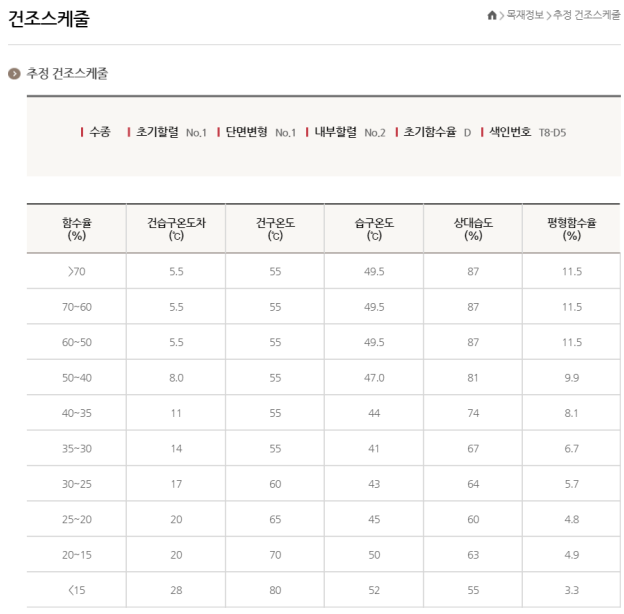 건조스케줄
> 목재정보 > 추정 건조스케줄
추정 건조스케줄
수종 초기할렬 No.1 단면변형 No.1 내부할렬 No.2 초기함수율 D 색인번호 T8-D5
함수율 (%) 건습구온도차 (℃) 건구온도 (℃) 습구온도 (℃) 상대습도 (%) 평형함수율 (%)
>70 5.5 55 49.5 87 11.5
70~60 5.5 55 49.5 87 11.5
60~50 5.5 55 49.5 87 11.5
50~40 8.0 55 47.0 81 9.9
40~35 11 55 44 74 8.1
35~30 14 55 41 67 6.7
30~25 17 60 43 64 5.7
25~20 20 65 45 60 4.8
20~15 20 70 50 63 4.9
<15 28 80 52 55 3.3